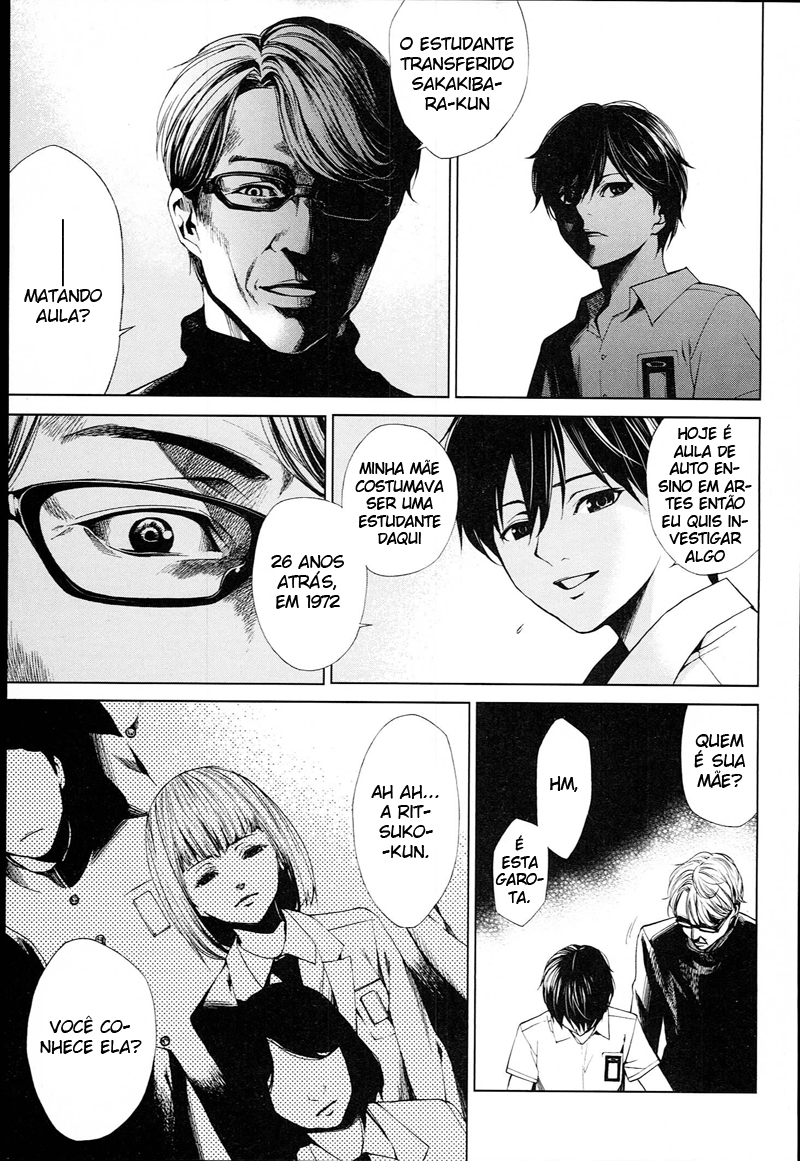 O ESTUDANTE
TRANSFERIDO
SAKAKIBA-
RA-KUN
MATANDO
AULA?
HOJE É
AULA DE
AUTO EN-
SINO EM AR-
TES ENTÃO
EU QUIS IN-
VESTIGAR
ALGO
MINHA MÃE
COSTUMAVA
SER UMA
ESTUDANTE
DAQUI
26 ANOS
ATRÁS,
EM 1972
QUEM
É SUA
MÃE?
HM,
É
ESTA
GARO-
TA.
AH AH...
A RIT-
SUKO-
-KUN.
VOCÊ CO-
NHECE ELA?